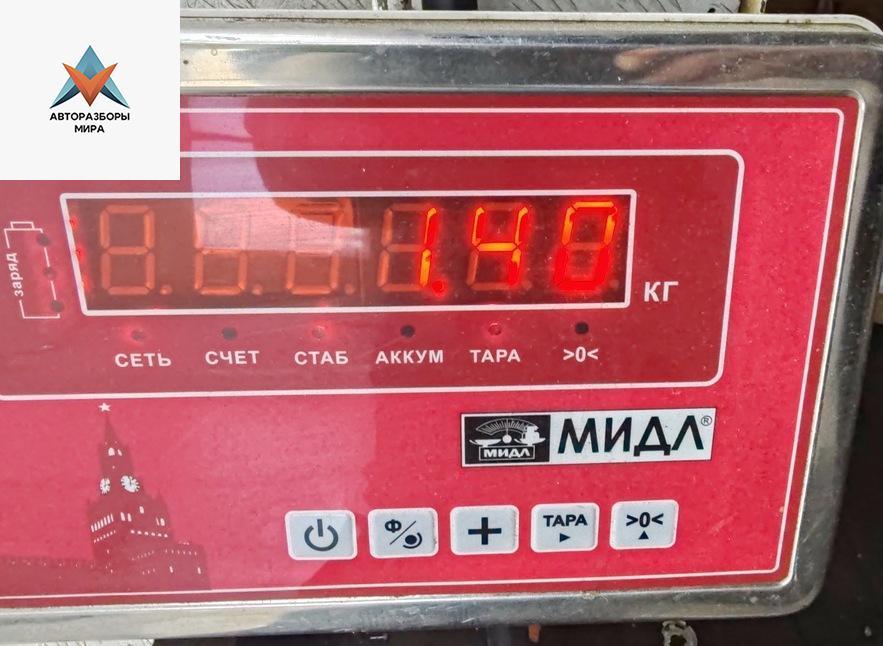 АВТОРАЗБОРЫ
МИРА
заряд
1.40
КГ
СЕТЬ СЧЕТ СТАБ АККУМ ТАРА >0<
МИДЛ МИДЛ®
Ф ТАРА >0<